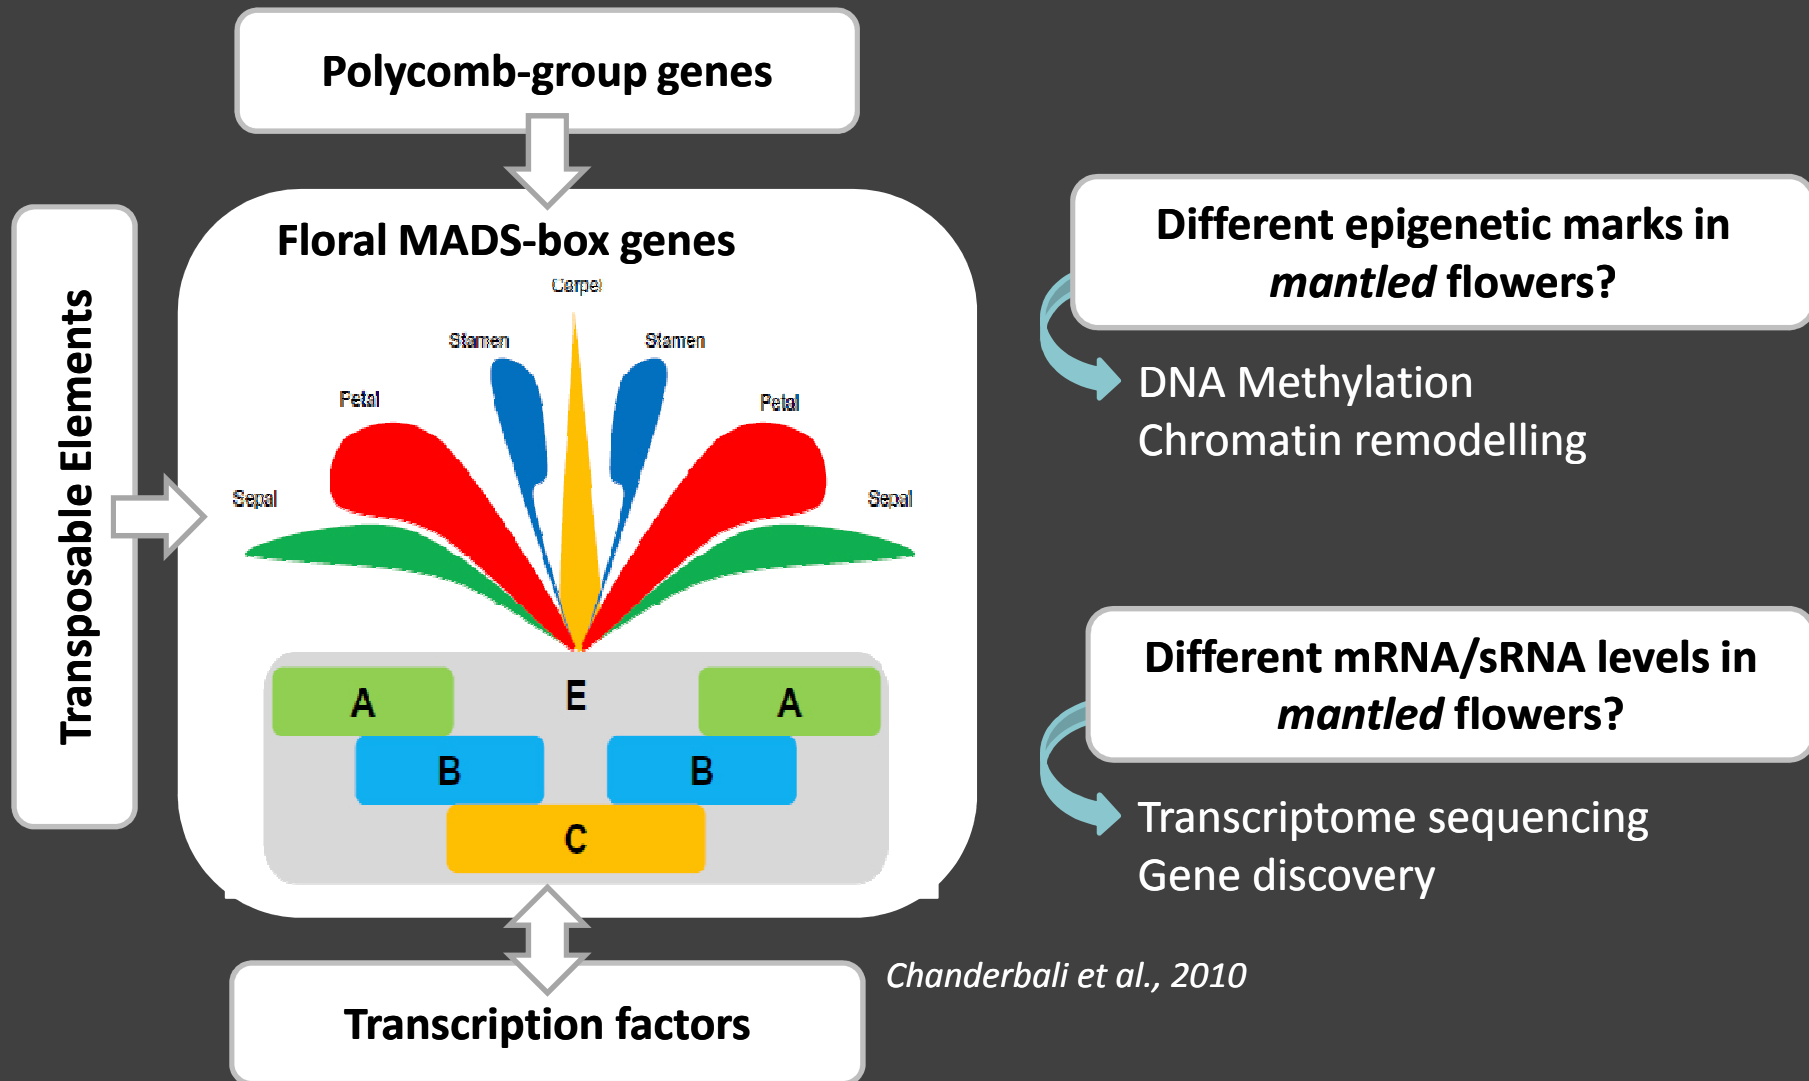 Polycomb-group genes
Transposable Elements
Floral MADS-box genes
Carpel
Stamen
Stamen
Petal
Petal
Sepal
Sepal
A
E
A
B
B
C
Transcription factors
Chanderbali et al., 2010
Different epigenetic marks in
mantled flowers?
DNA Methylation
Chromatin remodelling
Different mRNA/sRNA levels in
mantled flowers?
Transcriptome sequencing
Gene discovery